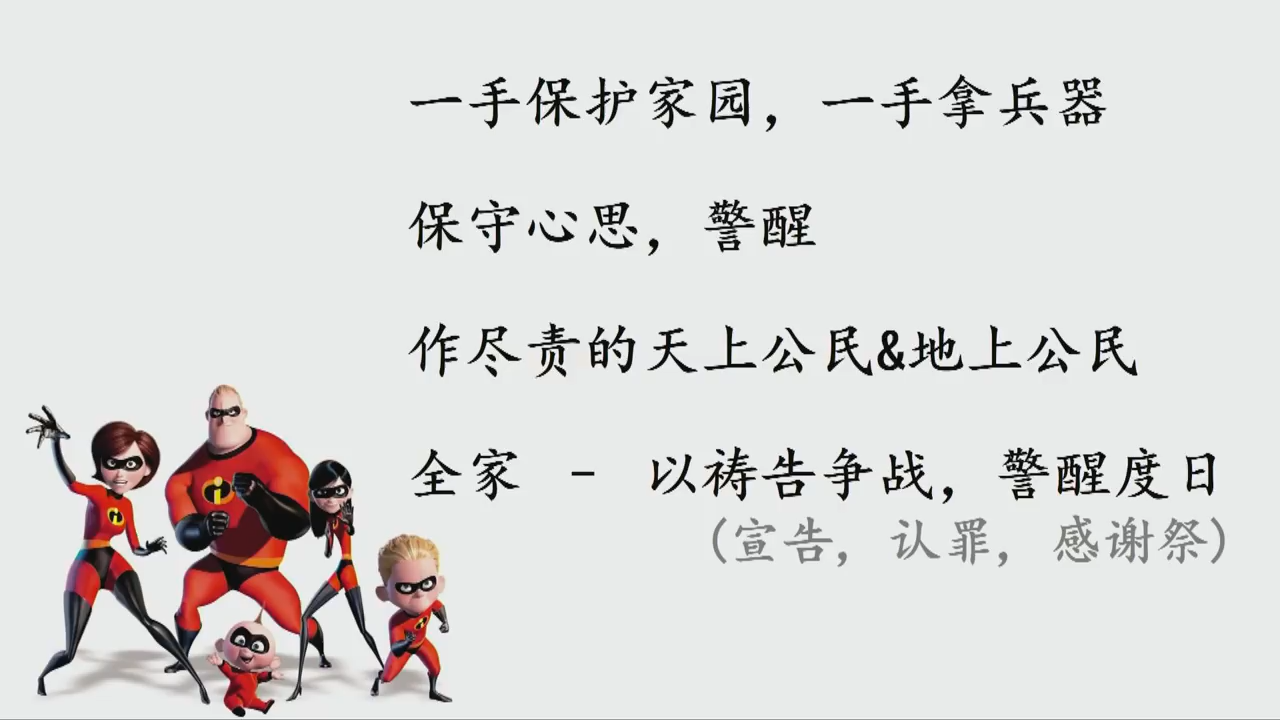 一手保护家园，一手拿兵器
保守心思，警醒
作尽责的天上公民&地上公民
全家 - 以祷告争战，警醒度日
（宣告，认罪，感谢祭）